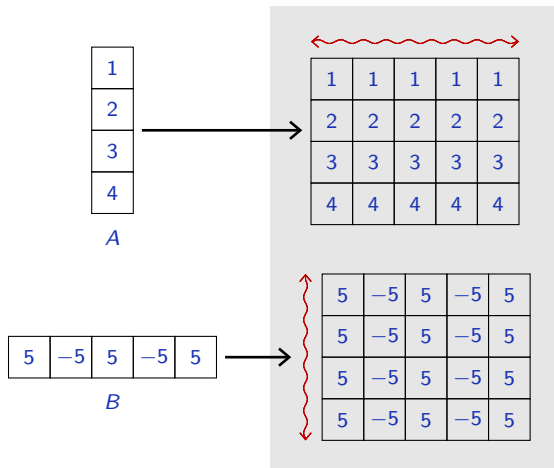 1
2
3
4
A
1 1 1 1 1
2 2 2 2 2
3 3 3 3 3
4 4 4 4 4
5 −5 5 −5 5
B
5 −5 5 −5 5
5 −5 5 −5 5
5 −5 5 −5 5
5 −5 5 −5 5